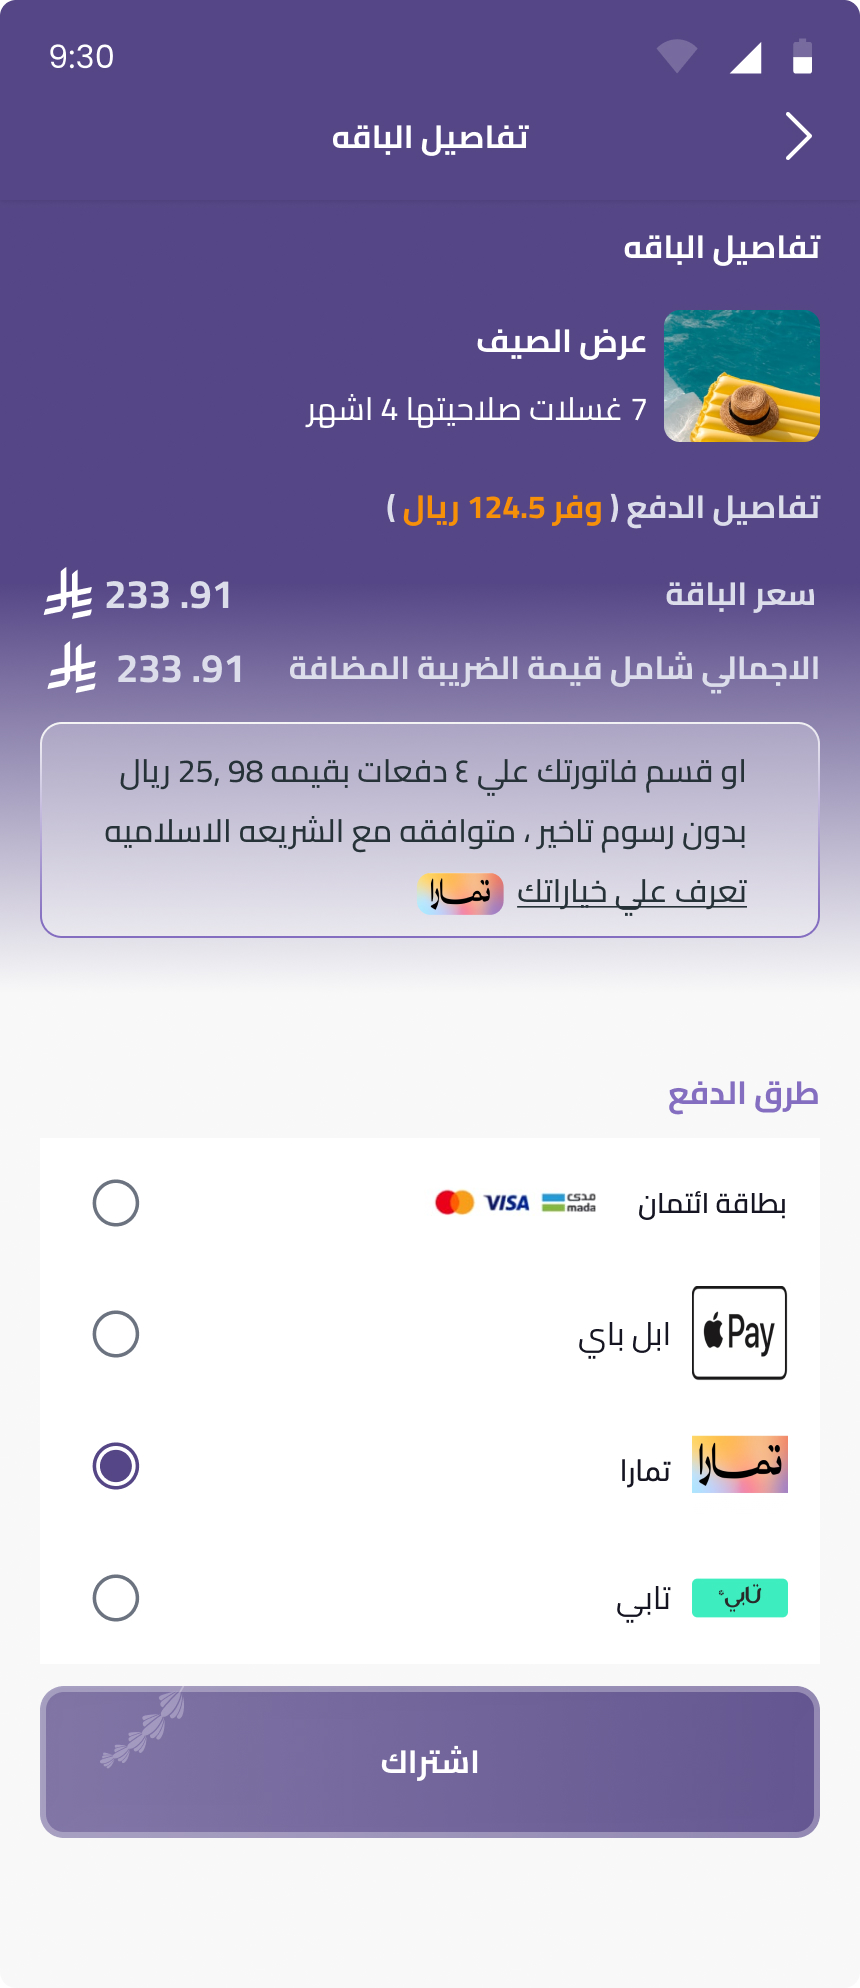 9:30
تفاصيل الباقه
تفاصيل الباقه
عرض الصيف
7 غسلات صلاحيتها 4 اشهر
تفاصيل الدفع ( وفر 124.5 ريال )
سعر الباقة 233 .91
الاجمالي شامل قيمة الضريبة المضافة 233 .91
او قسم فاتورتك علي ٤ دفعات بقيمه 98 ,25 ريال
بدون رسوم تاخير ، متوافقه مع الشريعه الاسلاميه
تعرف علي خياراتك تمارا
طرق الدفع
بطاقة ائتمان مدى mada VISA
Pay ابل باي
تمارا تمارا
تابي تابي
اشتراك